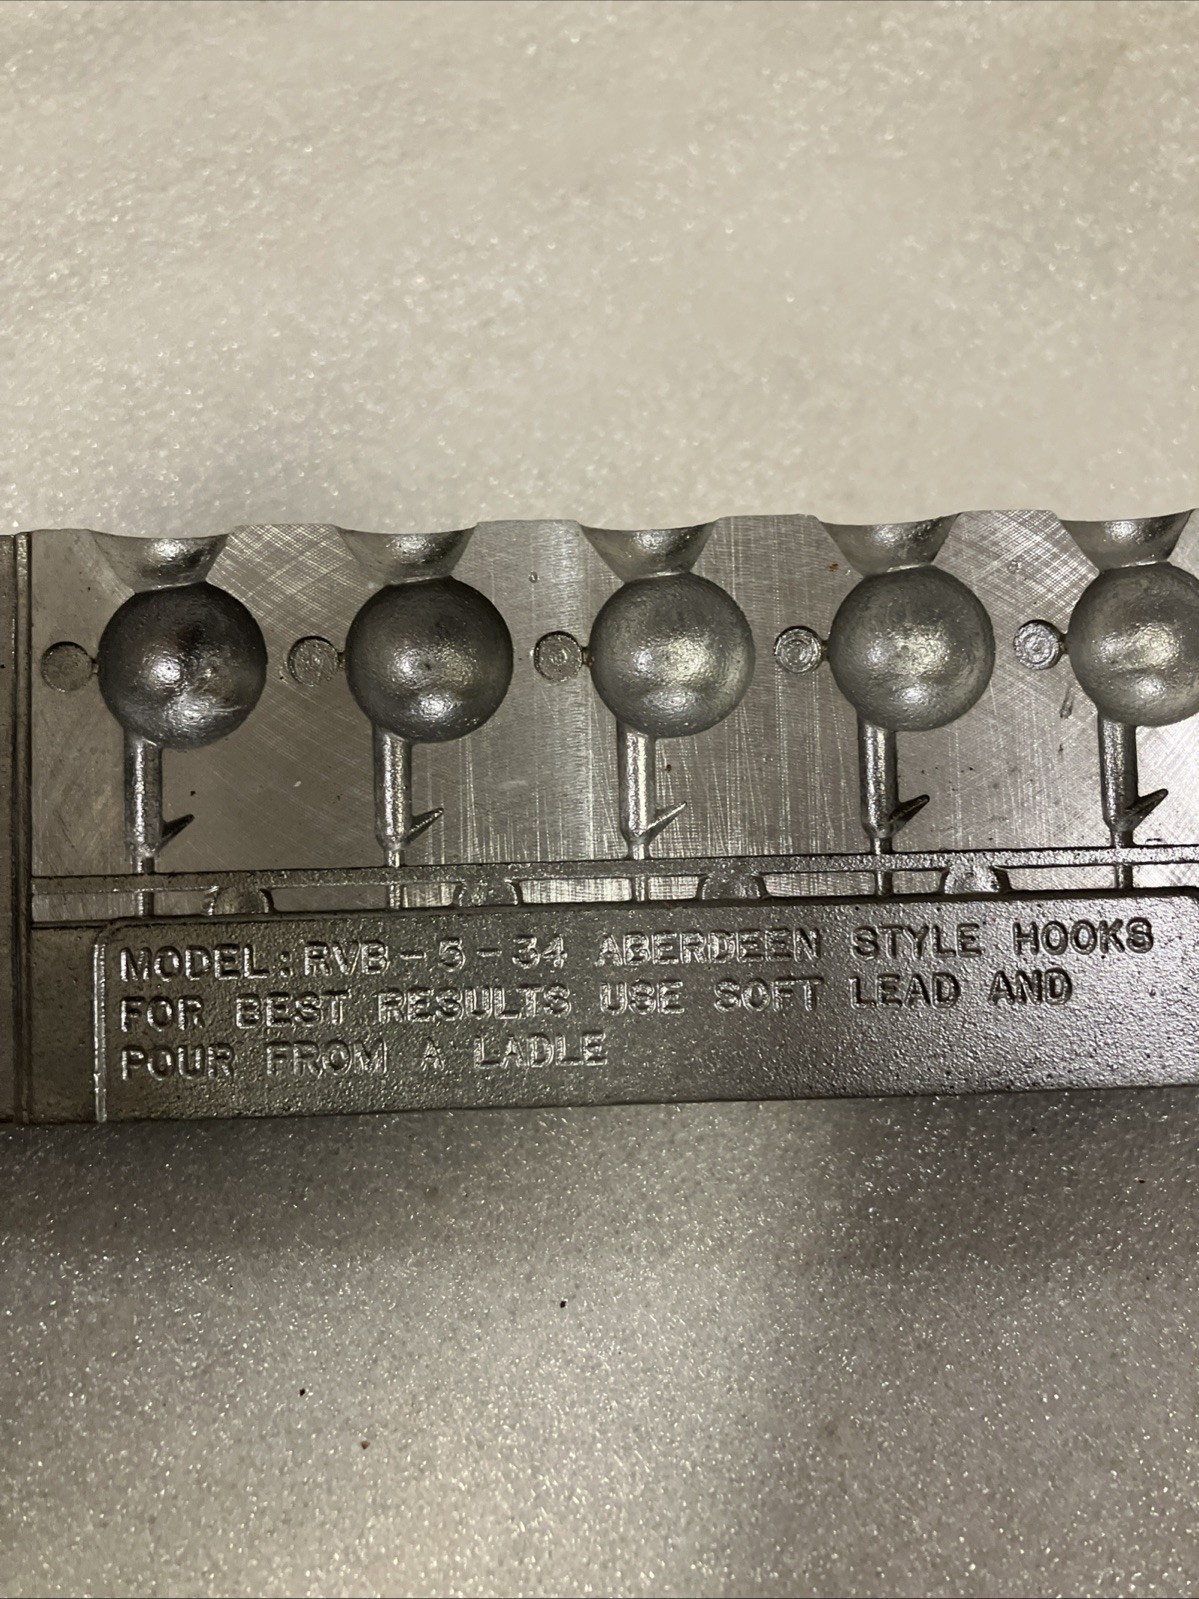 MODEL: RVB-5-34 ABERDEEN STYLE HOOKS
FOR BEST RESULTS USE SOFT LEAD AND
POUR FROM A LADLE